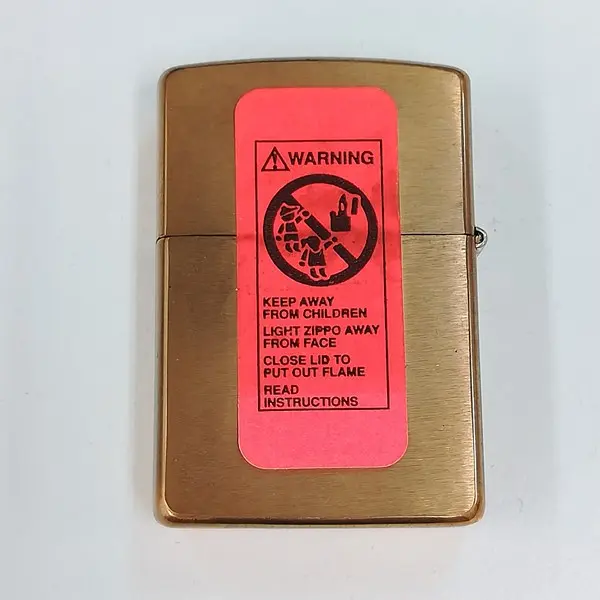 WARNING
KEEP AWAY
FROM CHILDREN
LIGHT ZIPPO AWAY
FROM FACE
CLOSE LID TO
PUT OUT FLAME
READ
INSTRUCTIONS